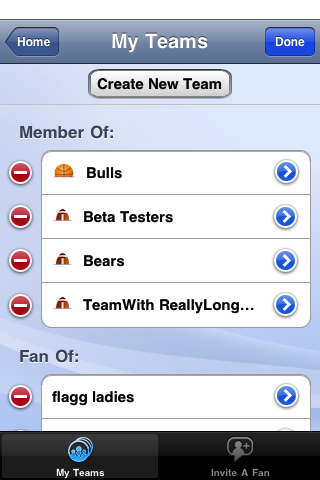 Home
My Teams
Done
Create New Team
Member Of:
Bulls
Beta Testers
Bears
TeamWith ReallyLong...
Fan Of:
flagg ladies
My Teams
Invite A Fan